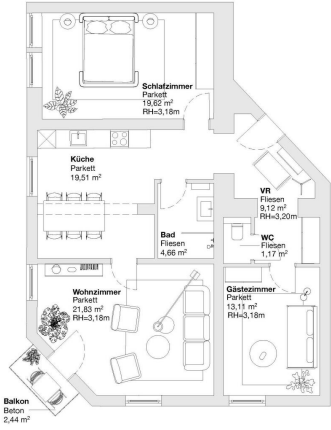 Schlafzimmer
Parkett
19,62 m²
RH=3,18m
Küche
Parkett
19,51 m²
VR
Fliesen
9,12 m²
RH=3,20m
Bad
Fliesen
4,66 m²
WC
Fliesen
1,17 m²
Wohnzimmer
Parkett
21,83 m²
RH=3,18m
Gästezimmer
Parkett
13,11 m²
RH=3,18m
Balkon
Beton
2,44 m²